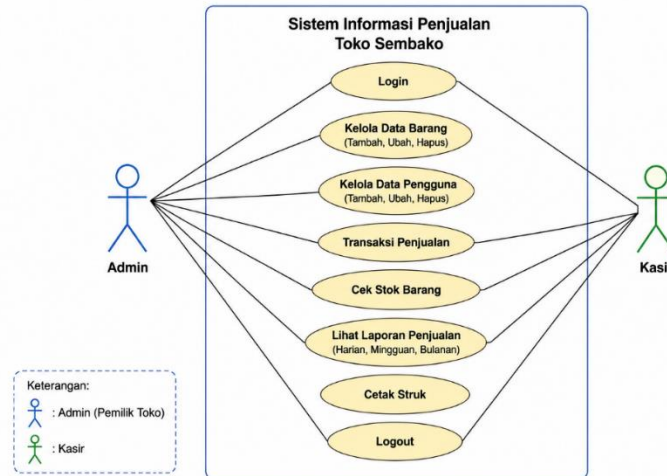 Sistem Informasi Penjualan
Toko Sembako
Login
Kelola Data Barang
(Tambah, Ubah, Hapus)
Kelola Data Pengguna
(Tambah, Ubah, Hapus)
Transaksi Penjualan
Cek Stok Barang
Lihat Laporan Penjualan
(Harian, Mingguan, Bulanan)
Cetak Struk
Logout
Admin
Kasir
Keterangan:
: Admin (Pemilik Toko)
: Kasir